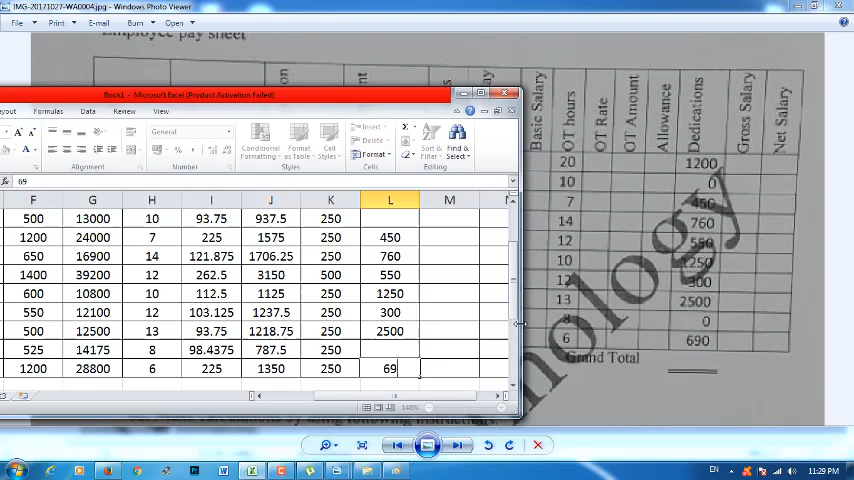 IMG-20171027-WA0004.jpg - Windows Photo Viewer
File Print E-mail Burn Open
Employee pay sheet
Book1 - Microsoft Excel (Product Activation Failed)
Formulas Data Review View
General
Conditional Formatting Format as Table Cell Styles
Insert
Delete
Format
Sort & Filter Find & Select
Alignment Number Styles Cells Editing
69
F G H I J K L M
500 13000 10 93.75 937.5 250
1200 24000 7 225 1575 250 450
650 16900 14 121.875 1706.25 250 760
1400 39200 12 262.5 3150 500 550
600 10800 10 112.5 1125 250 1250
550 12100 12 103.125 1237.5 250 300
500 12500 13 93.75 1218.75 250 2500
525 14175 8 98.4375 787.5 250
1200 28800 6 225 1350 250 69
148%
Basic Salary OT hours OT Rate OT Amount Allowance Dedications Gross Salary Net Salary
20 1200
10 0
7 450
14 760
12 550
10 1250
12 300
13 2500
8 0
6 690
Grand Total
nology
calculations by using following instructions.
EN 11:29 PM